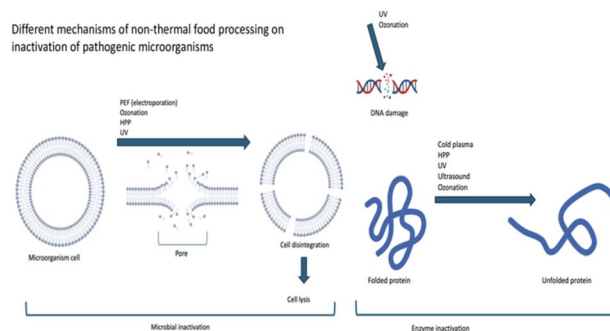 Different mechanisms of non-thermal food processing on
inactivation of pathogenic microorganisms
UV
Ozonation
DNA damage
PEF (electroporation)
Ozonation
HPP
UV
Microorganism cell
Pore
Cell disintegration
Cell lysis
Microbial inactivation
Cold plasma
HPP
UV
Ultrasound
Ozonation
Folded protein
Unfolded protein
Enzyme inactivation